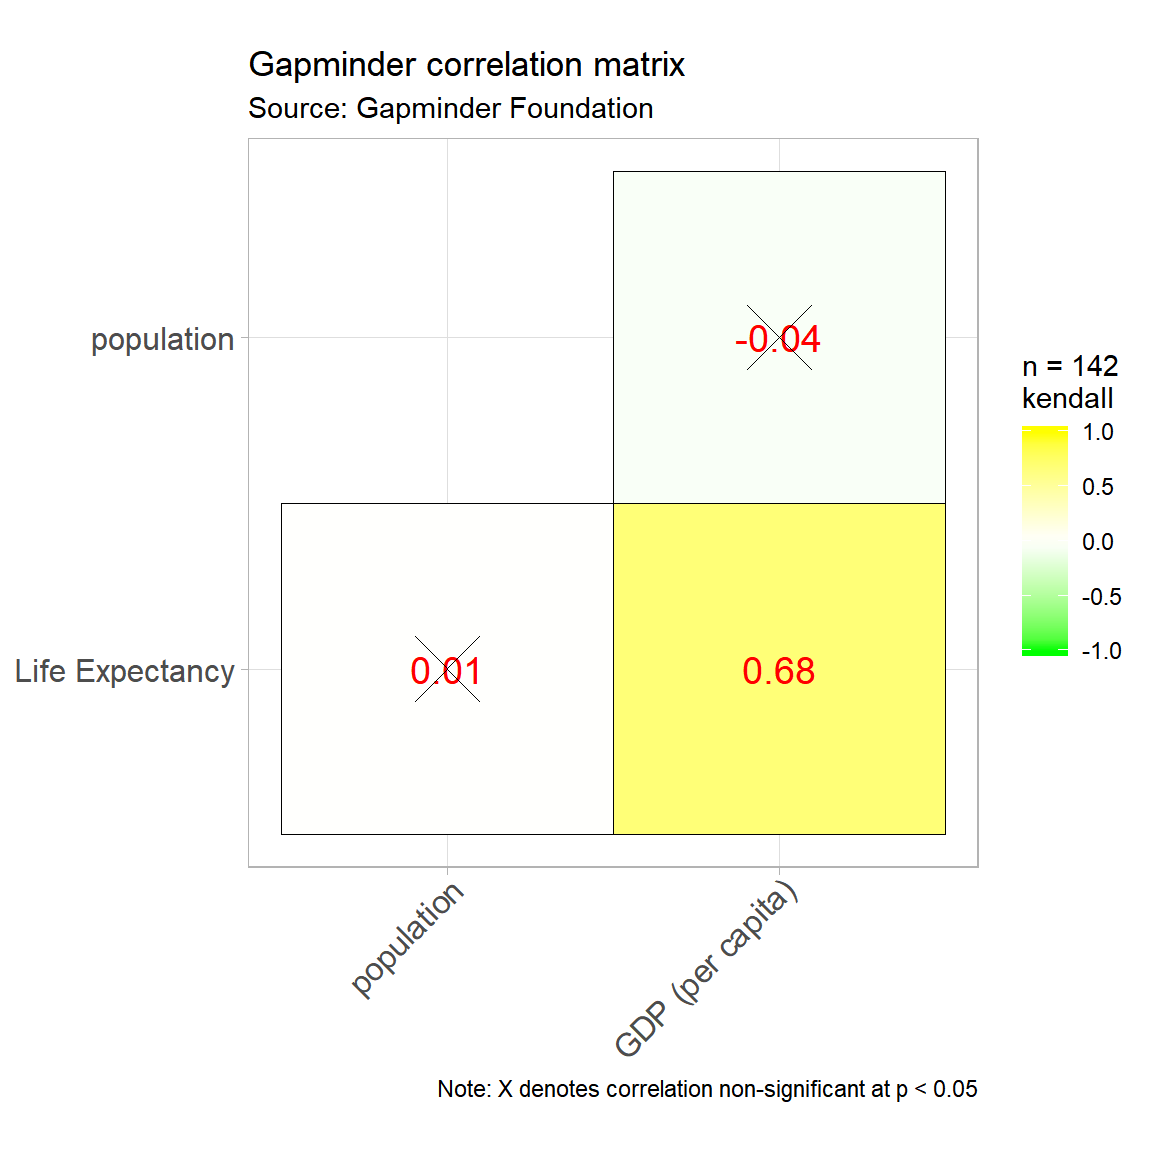 Gapminder correlation matrix
Source: Gapminder Foundation
population
-0.04
Life Expectancy
0.01
0.68
population
GDP (per capita)
n = 142
kendall
1.0
0.5
0.0
-0.5
-1.0
Note: X denotes correlation non-significant at p < 0.05